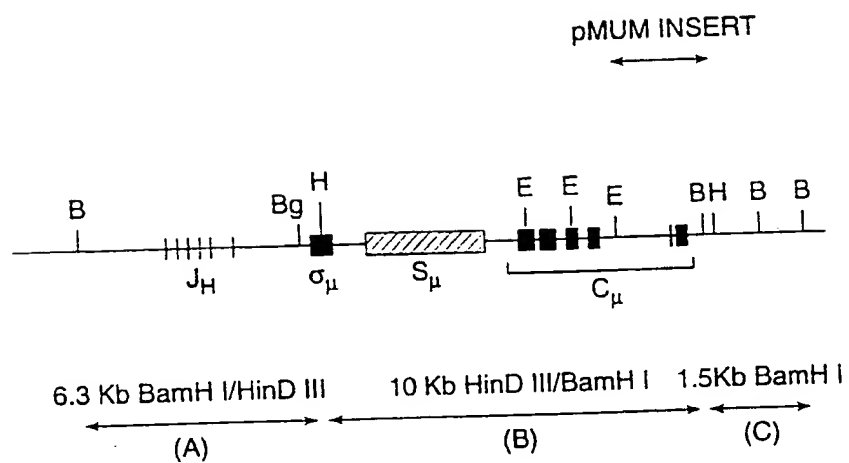 pMUM INSERT
B Bg H E E E B H B B
J_H σ_μ S_μ C_μ
6.3 Kb BamH I/HinD III 10 Kb HinD III/BamH I 1.5Kb BamH I
(A) (B) (C)